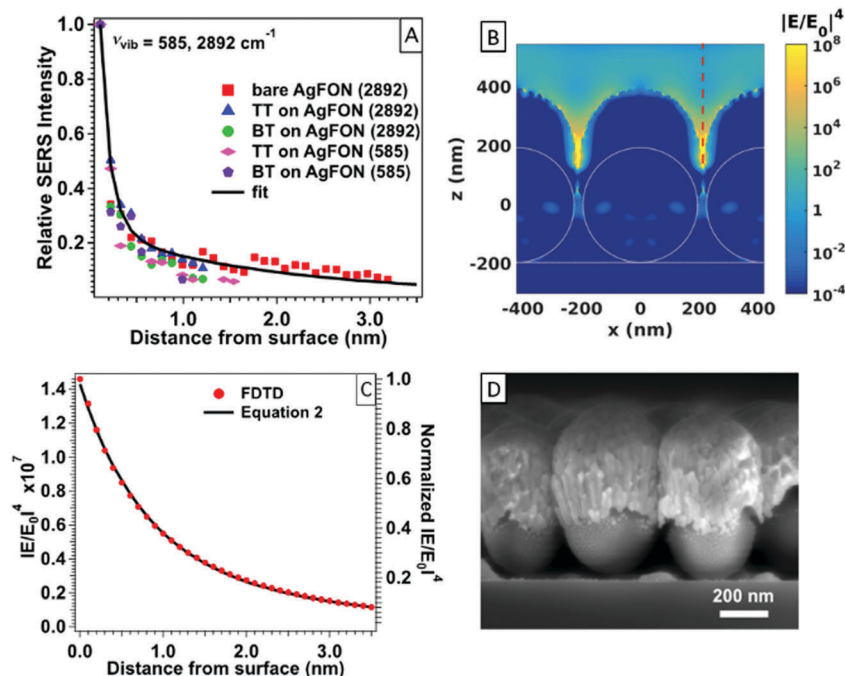 A
νvib = 585, 2892 cm-1
bare AgFON (2892)
TT on AgFON (2892)
BT on AgFON (2892)
TT on AgFON (585)
BT on AgFON (585)
fit
Relative SERS Intensity
1.0
0.8
0.6
0.4
0.2
1.0
2.0
3.0
Distance from surface (nm)
B
|E/E0|4
108
106
104
102
1
10-2
10-4
z (nm)
400
200
0
-200
-400
-200
0
200
400
x (nm)
C
FDTD
Equation 2
|E/E0|4 x107
1.4
1.2
1.0
0.8
0.6
0.4
0.2
0.0
Normalized |E/E0|4
1.0
0.8
0.6
0.4
0.2
0.0
1.0
2.0
3.0
Distance from surface (nm)
D
200 nm